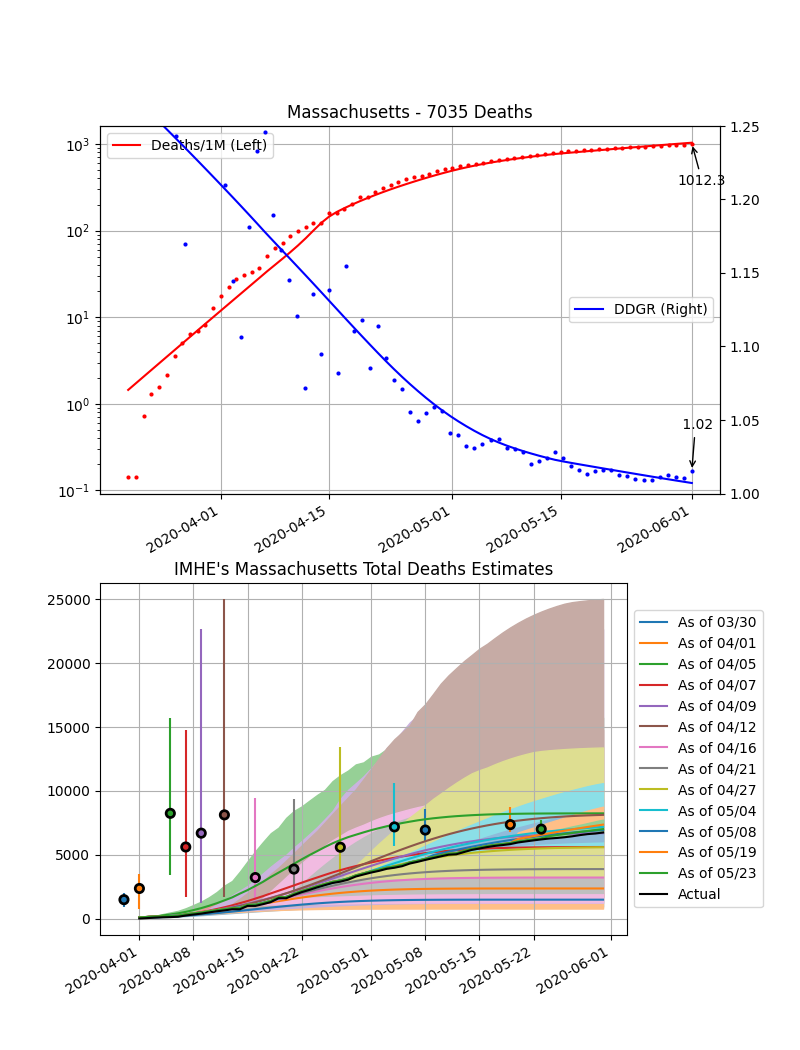 Massachusetts - 7035 Deaths
Deaths/1M (Left)
DDGR (Right)
1012.3
1.02
10³
10²
10¹
10⁰
10⁻¹
1.25
1.20
1.15
1.10
1.05
1.00
2020-04-01
2020-04-15
2020-05-01
2020-05-15
2020-06-01
IMHE's Massachusetts Total Deaths Estimates
25000
20000
15000
10000
5000
0
2020-04-01
2020-04-08
2020-04-15
2020-04-22
2020-05-01
2020-05-08
2020-05-15
2020-05-22
2020-06-01
As of 03/30
As of 04/01
As of 04/05
As of 04/07
As of 04/09
As of 04/12
As of 04/16
As of 04/21
As of 04/27
As of 05/04
As of 05/08
As of 05/19
As of 05/23
Actual